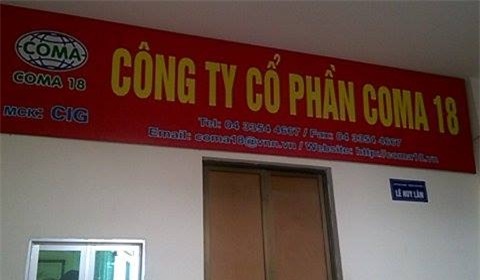 COMA
COMA 18
MCK: CIG
CÔNG TY CỔ PHẦN COMA 18
Tel: 04 3354 4667 / Fax: 04 3354 4667
Email: coma18@vnn.vn / Website: http://coma18.vn
LÊ HUY LÂN